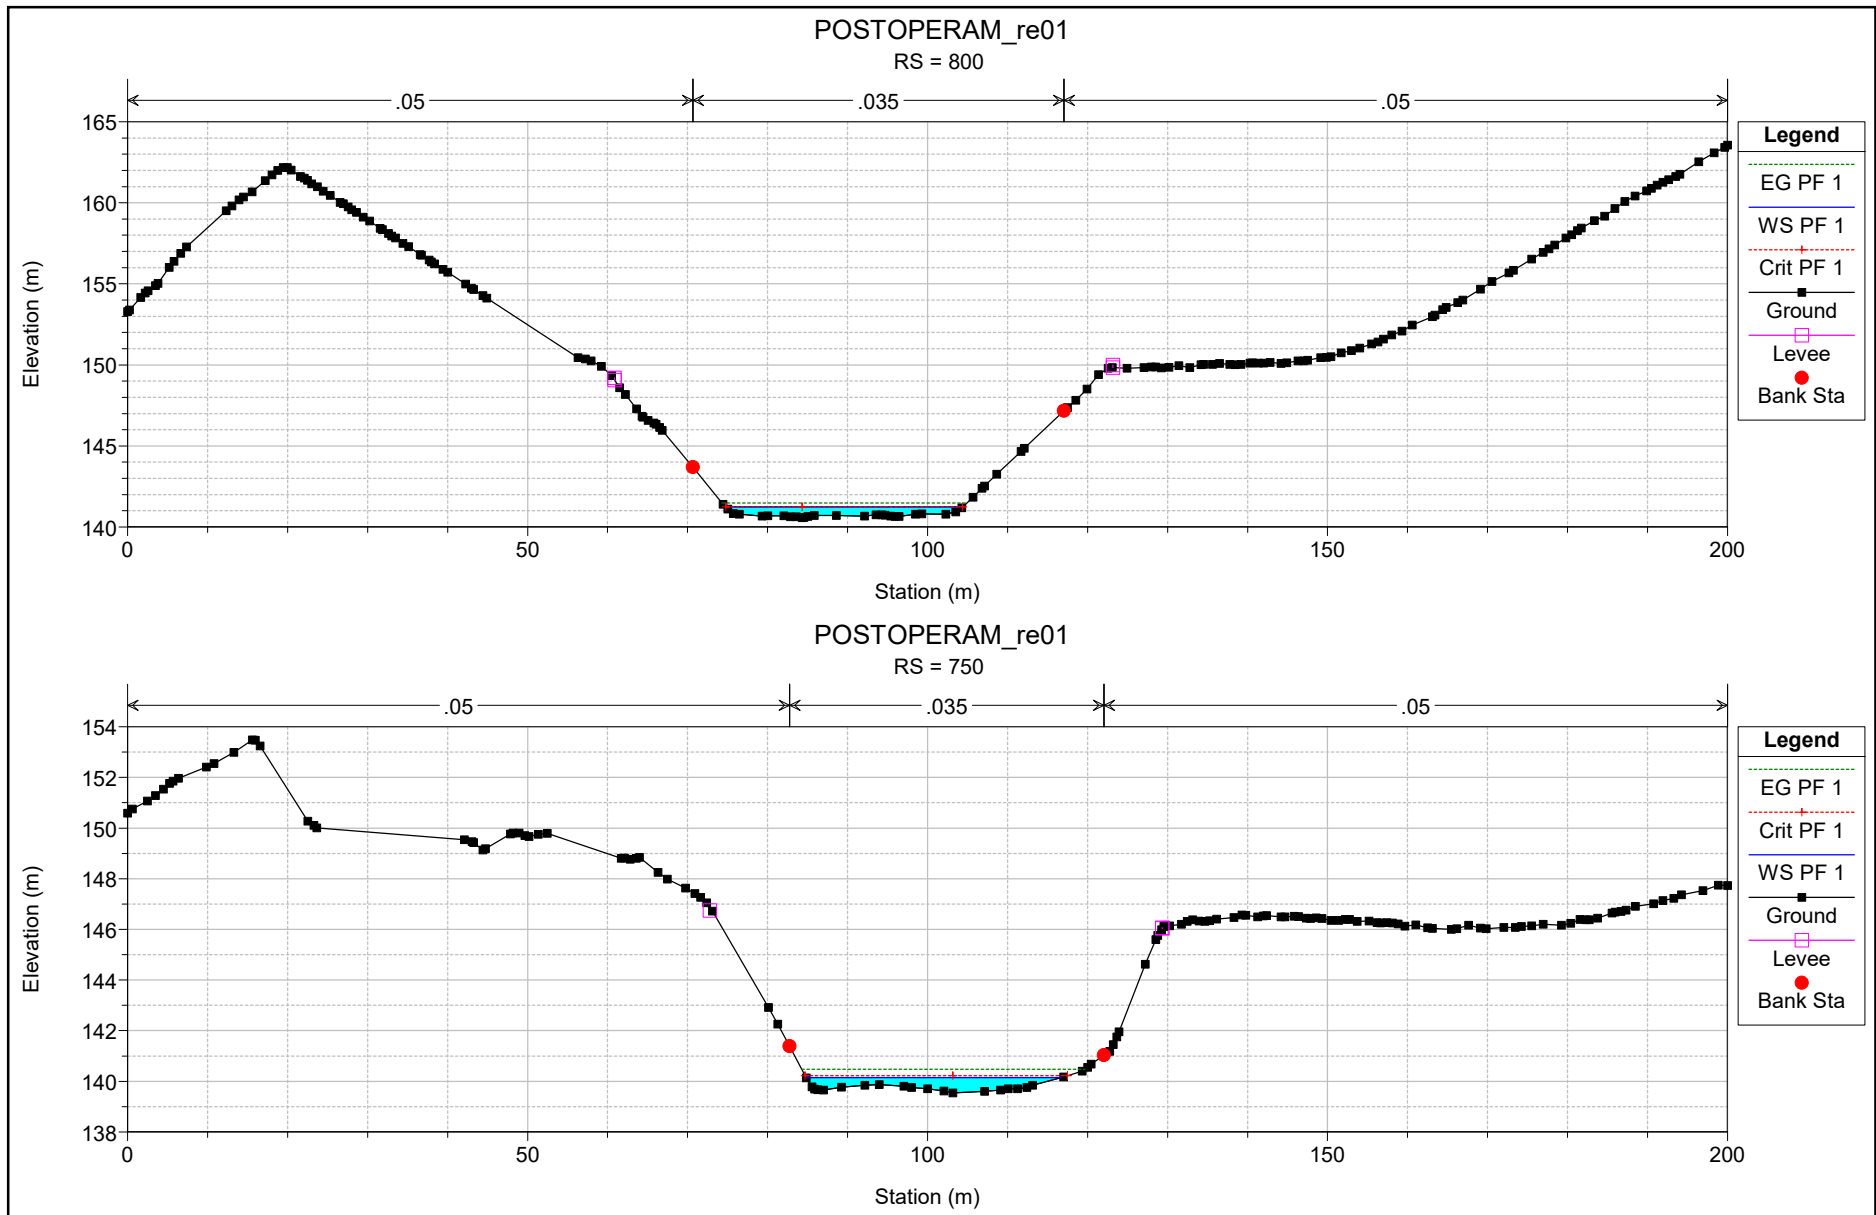 POSTOPERAM_re01
RS = 800
.05
.035
.05
165
160
155
150
145
140
Elevation (m)
0
50
100
150
200
Station (m)
Legend
EG PF 1
WS PF 1
Crit PF 1
Ground
Levee
Bank Sta
POSTOPERAM_re01
RS = 750
.05
.035
.05
154
152
150
148
146
144
142
140
138
Elevation (m)
0
50
100
150
200
Station (m)
Legend
EG PF 1
Crit PF 1
WS PF 1
Ground
Levee
Bank Sta